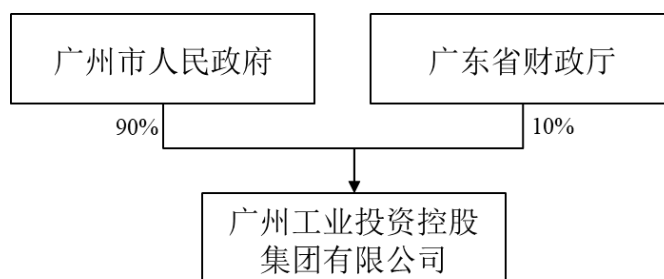 广州市人民政府
广东省财政厅
90%
10%
广州工业投资控股
集团有限公司